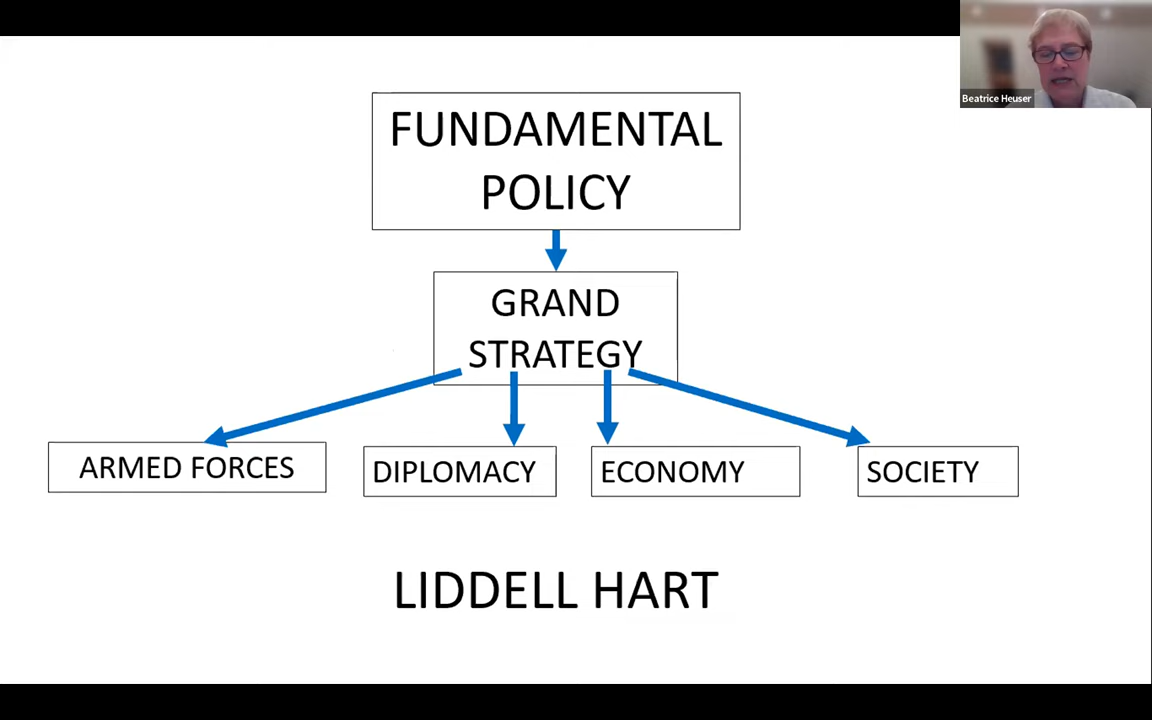 Beatrice Heuser
FUNDAMENTAL
POLICY
GRAND
STRATEGY
ARMED FORCES
DIPLOMACY
ECONOMY
SOCIETY
LIDDELL HART